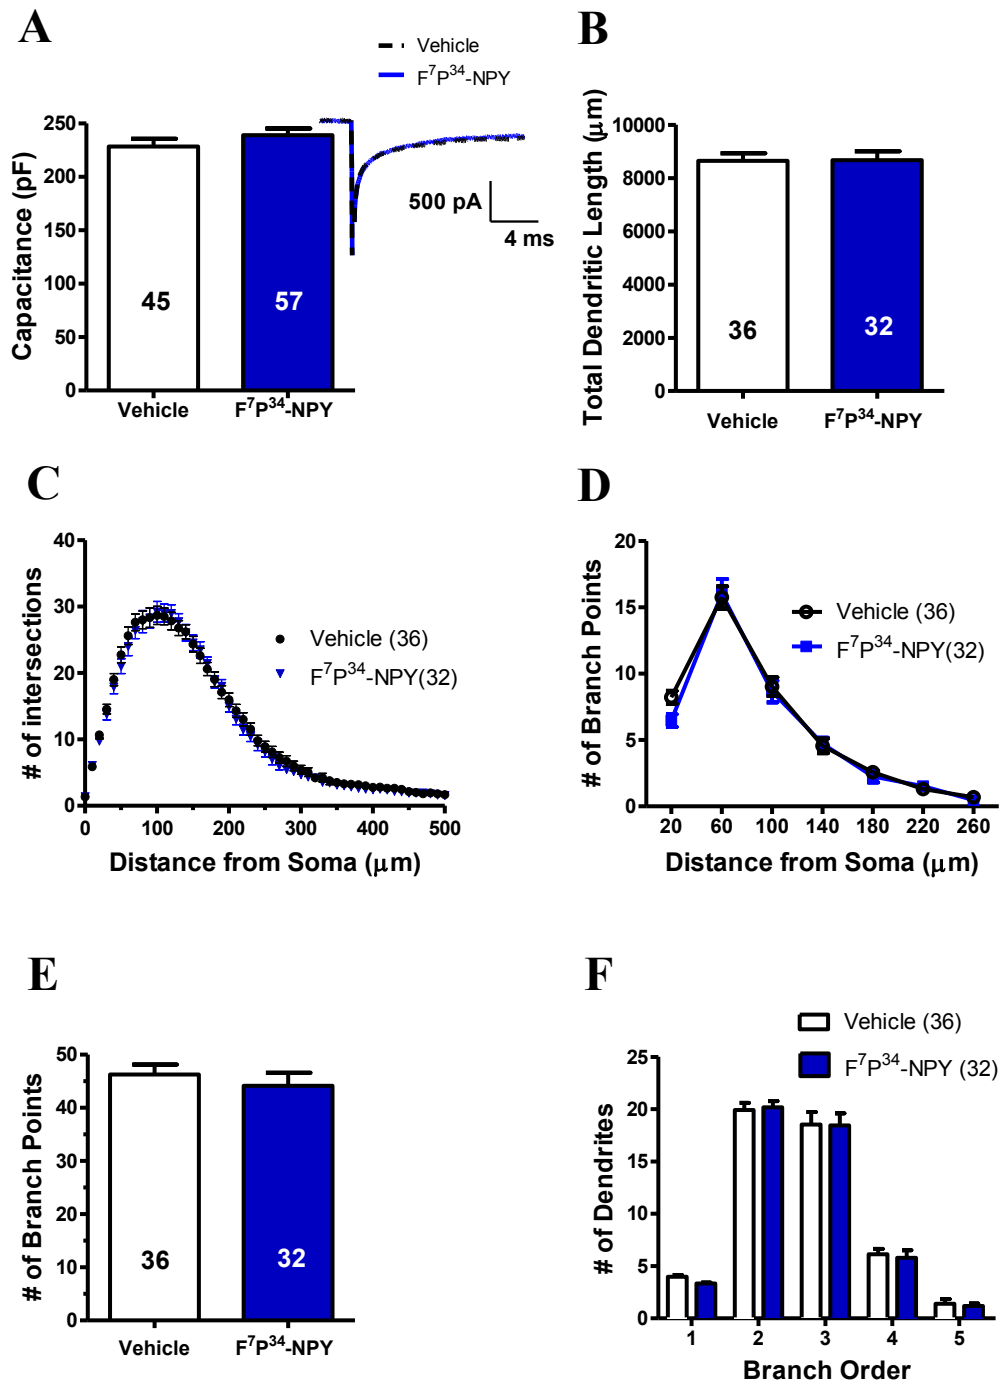 A
Vehicle
F⁷P³⁴-NPY
Capacitance (pF)
250
200
150
100
50
0
45
57
Vehicle
F⁷P³⁴-NPY
500 pA
4 ms
B
Total Dendritic Length (μm)
10000
8000
6000
4000
2000
0
36
32
Vehicle
F⁷P³⁴-NPY
C
# of intersections
40
30
20
10
0
Vehicle (36)
F⁷P³⁴-NPY(32)
0 100 200 300 400 500
Distance from Soma (μm)
D
# of Branch Points
20
15
10
5
0
Vehicle (36)
F⁷P³⁴-NPY(32)
20 60 100 140 180 220 260
Distance from Soma (μm)
E
# of Branch Points
50
40
30
20
10
0
36
32
Vehicle
F⁷P³⁴-NPY
F
Vehicle (36)
F⁷P³⁴-NPY (32)
# of Dendrites
25
20
15
10
5
0
1 2 3 4 5
Branch Order